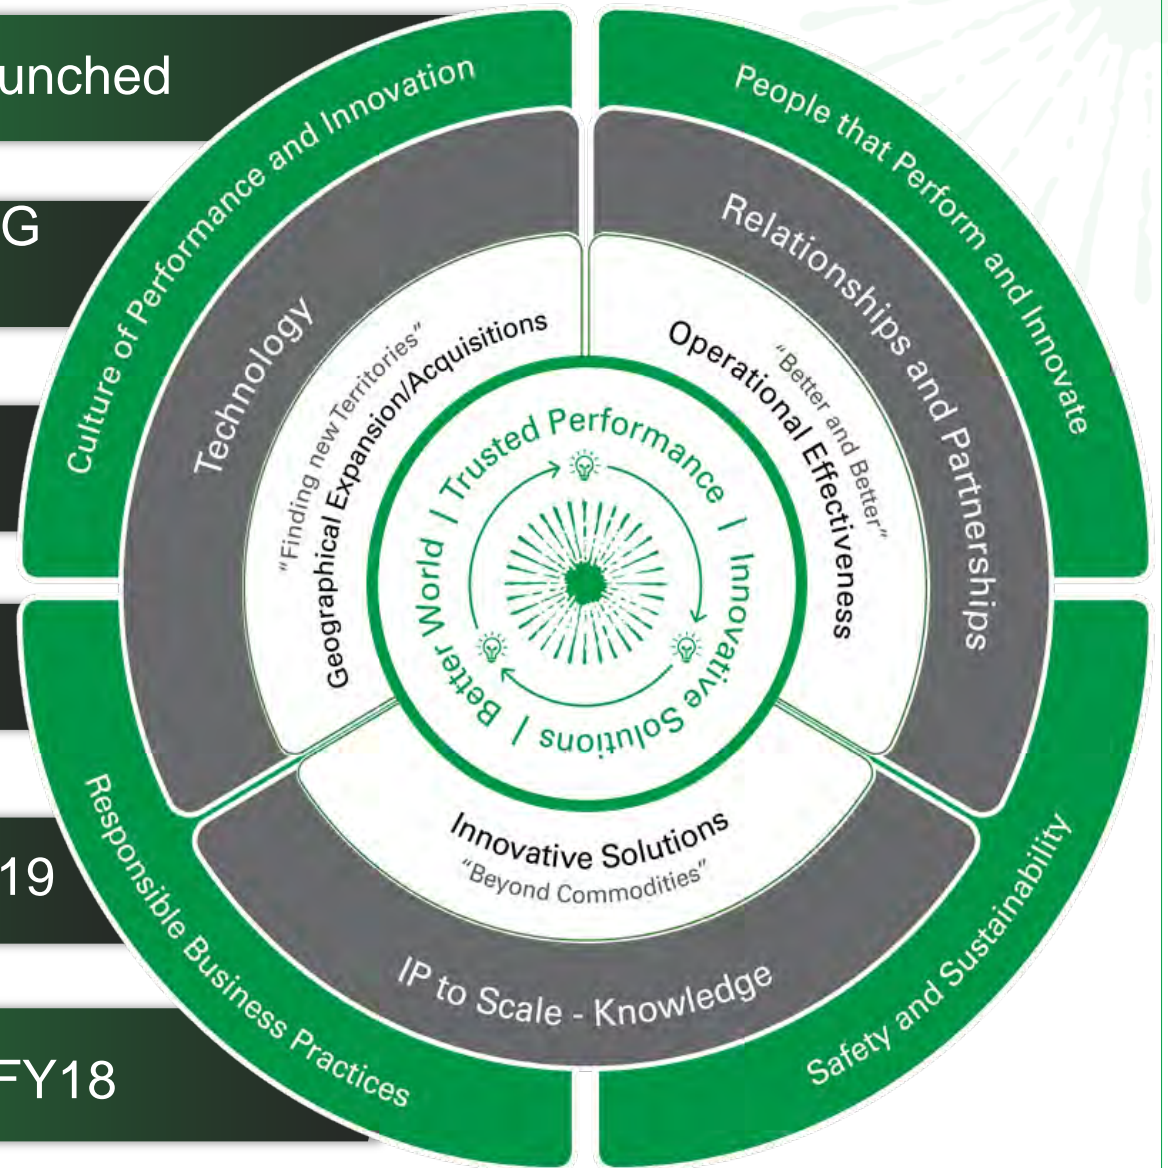 unched
G
19
FY18
Culture of Performance and Innovation
People that Perform and Innovate
Technology
Relationships and Partnerships
"Finding new Territories"
Geographical Expansion/Acquisitions
Operational Effectiveness
"Better and Better"
Trusted Performance | Innovative Solutions | Better World |
Innovative Solutions
"Beyond Commodities"
IP to Scale - Knowledge
Responsible Business Practices
Safety and Sustainability